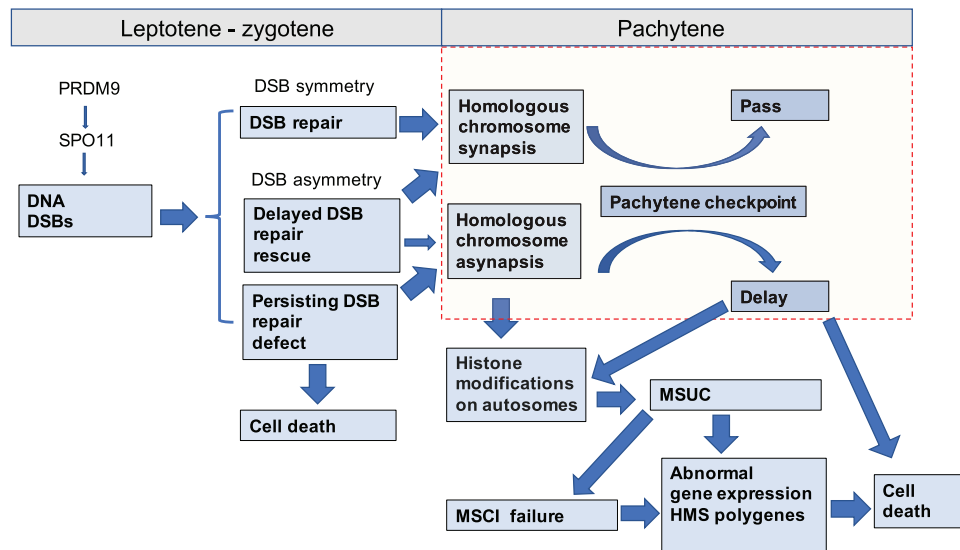 Leptotene - zygotene
Pachytene
PRDM9
SPO11
DNA
DSBs
DSB symmetry
DSB repair
DSB asymmetry
Delayed DSB
repair
rescue
Persisting DSB
repair
defect
Cell death
Homologous
chromosome
synapsis
Homologous
chromosome
asynapsis
Pass
Pachytene checkpoint
Delay
Histone
modifications
on autosomes
MSUC
MSCI failure
Abnormal
gene expression
HMS polygenes
Cell
death